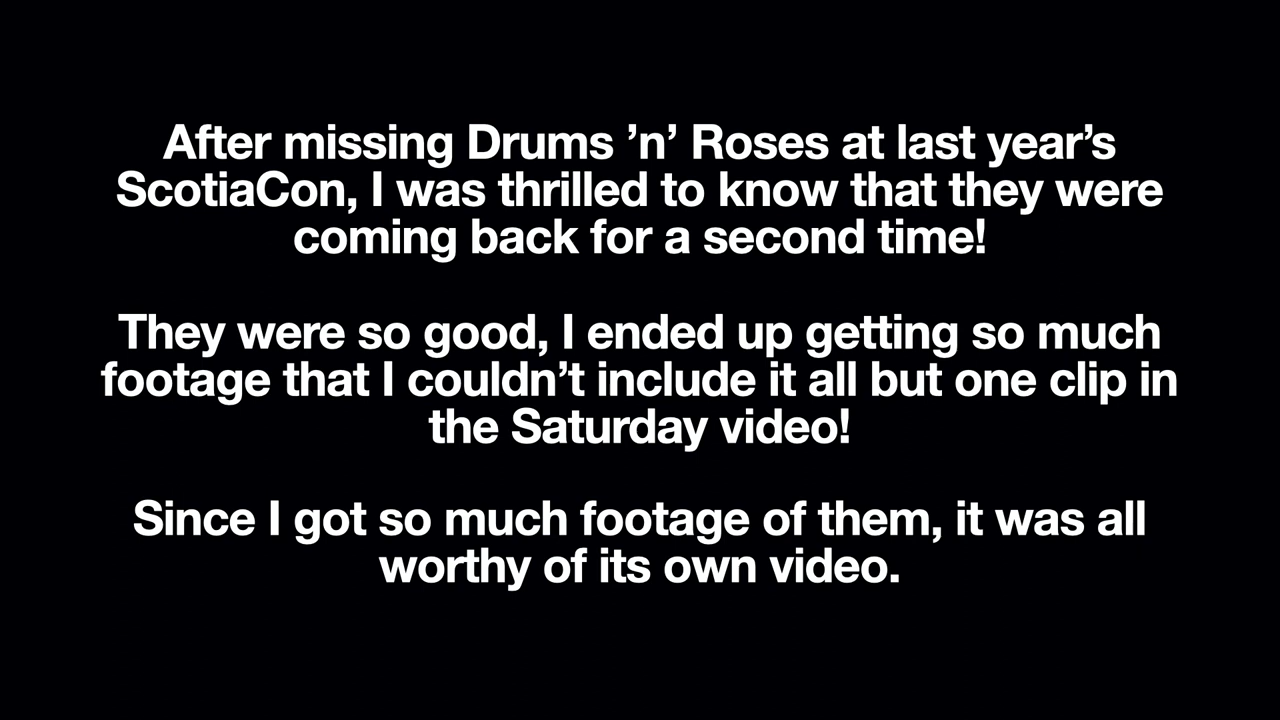 After missing Drums ’n’ Roses at last year’s
ScotiaCon, I was thrilled to know that they were
coming back for a second time!
They were so good, I ended up getting so much
footage that I couldn’t include it all but one clip in
the Saturday video!
Since I got so much footage of them, it was all
worthy of its own video.